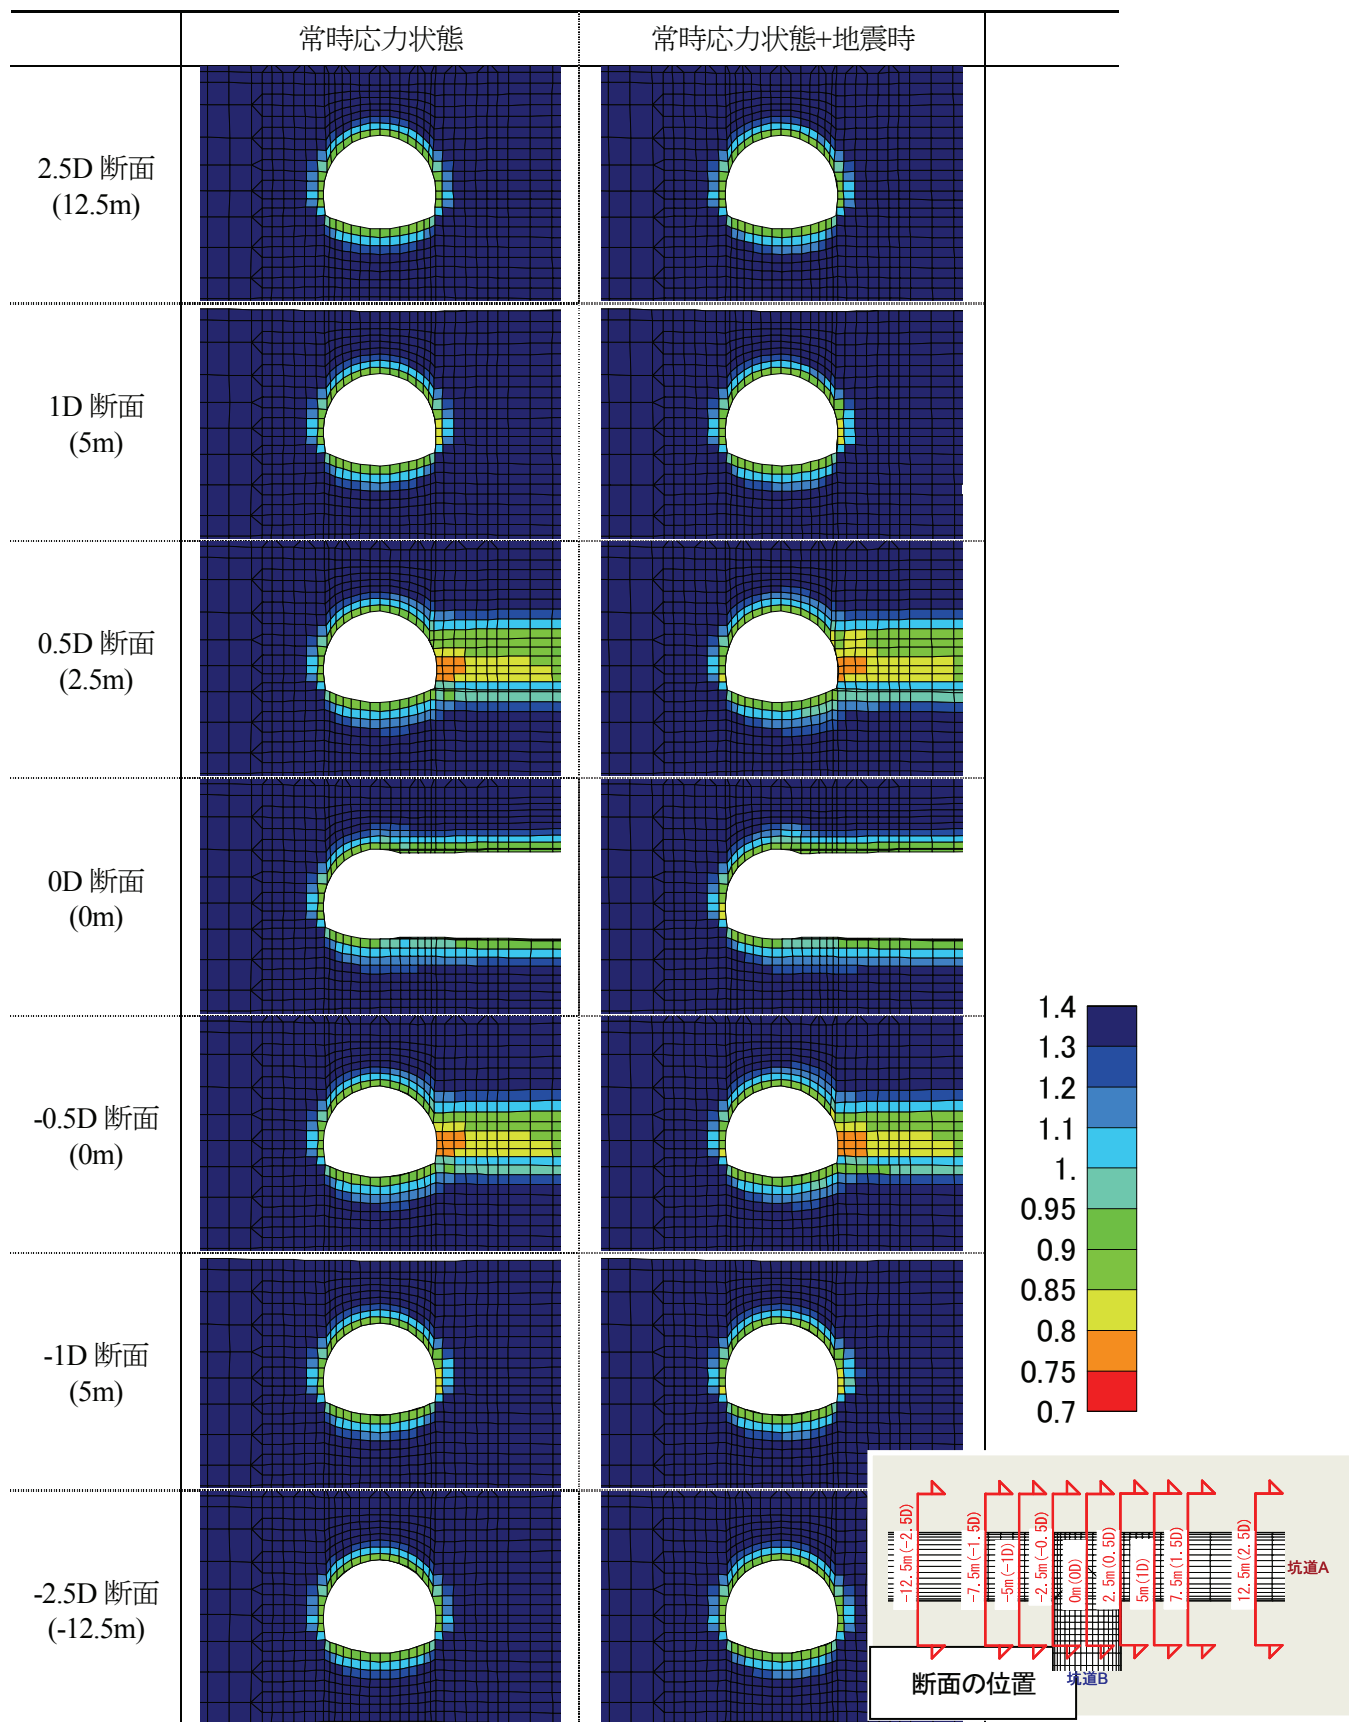 常時応力状態
常時応力状態+地震時
2.5D 断面
(12.5m)
1D 断面
(5m)
0.5D 断面
(2.5m)
0D 断面
(0m)
-0.5D 断面
(0m)
-1D 断面
(5m)
-2.5D 断面
(-12.5m)
1.4
1.3
1.2
1.1
1.
0.95
0.9
0.85
0.8
0.75
0.7
-12.5m(-2.5D)
-7.5m(-1.5D)
-5m(-1D)
-2.5m(-0.5D)
0m(0D)
2.5m(0.5D)
5m(1D)
7.5m(1.5D)
12.5m(2.5D)
坑道A
坑道B
断面の位置